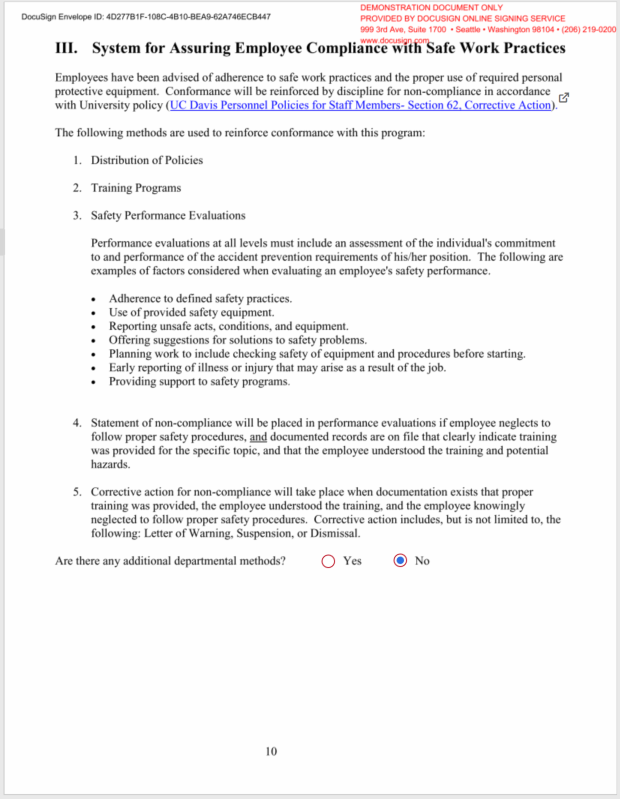 DocuSign Envelope ID: 4D277B1F-108C-4B10-BEA9-62A746ECB447
DEMONSTRATION DOCUMENT ONLY
PROVIDED BY DOCUSIGN ONLINE SIGNING SERVICE
999 3rd Ave, Suite 1700 • Seattle • Washington 98104 • (206) 219-0200
www.docusign.com
III. System for Assuring Employee Compliance with Safe Work Practices
Employees have been advised of adherence to safe work practices and the proper use of required personal
protective equipment. Conformance will be reinforced by discipline for non-compliance in accordance
with University policy (UC Davis Personnel Policies for Staff Members- Section 62, Corrective Action).
The following methods are used to reinforce conformance with this program:
1. Distribution of Policies
2. Training Programs
3. Safety Performance Evaluations
Performance evaluations at all levels must include an assessment of the individual's commitment
to and performance of the accident prevention requirements of his/her position. The following are
examples of factors considered when evaluating an employee's safety performance.
• Adherence to defined safety practices.
• Use of provided safety equipment.
• Reporting unsafe acts, conditions, and equipment.
• Offering suggestions for solutions to safety problems.
• Planning work to include checking safety of equipment and procedures before starting.
• Early reporting of illness or injury that may arise as a result of the job.
• Providing support to safety programs.
4. Statement of non-compliance will be placed in performance evaluations if employee neglects to
follow proper safety procedures, and documented records are on file that clearly indicate training
was provided for the specific topic, and that the employee understood the training and potential
hazards.
5. Corrective action for non-compliance will take place when documentation exists that proper
training was provided, the employee understood the training, and the employee knowingly
neglected to follow proper safety procedures. Corrective action includes, but is not limited to, the
following: Letter of Warning, Suspension, or Dismissal.
Are there any additional departmental methods? Yes No
10